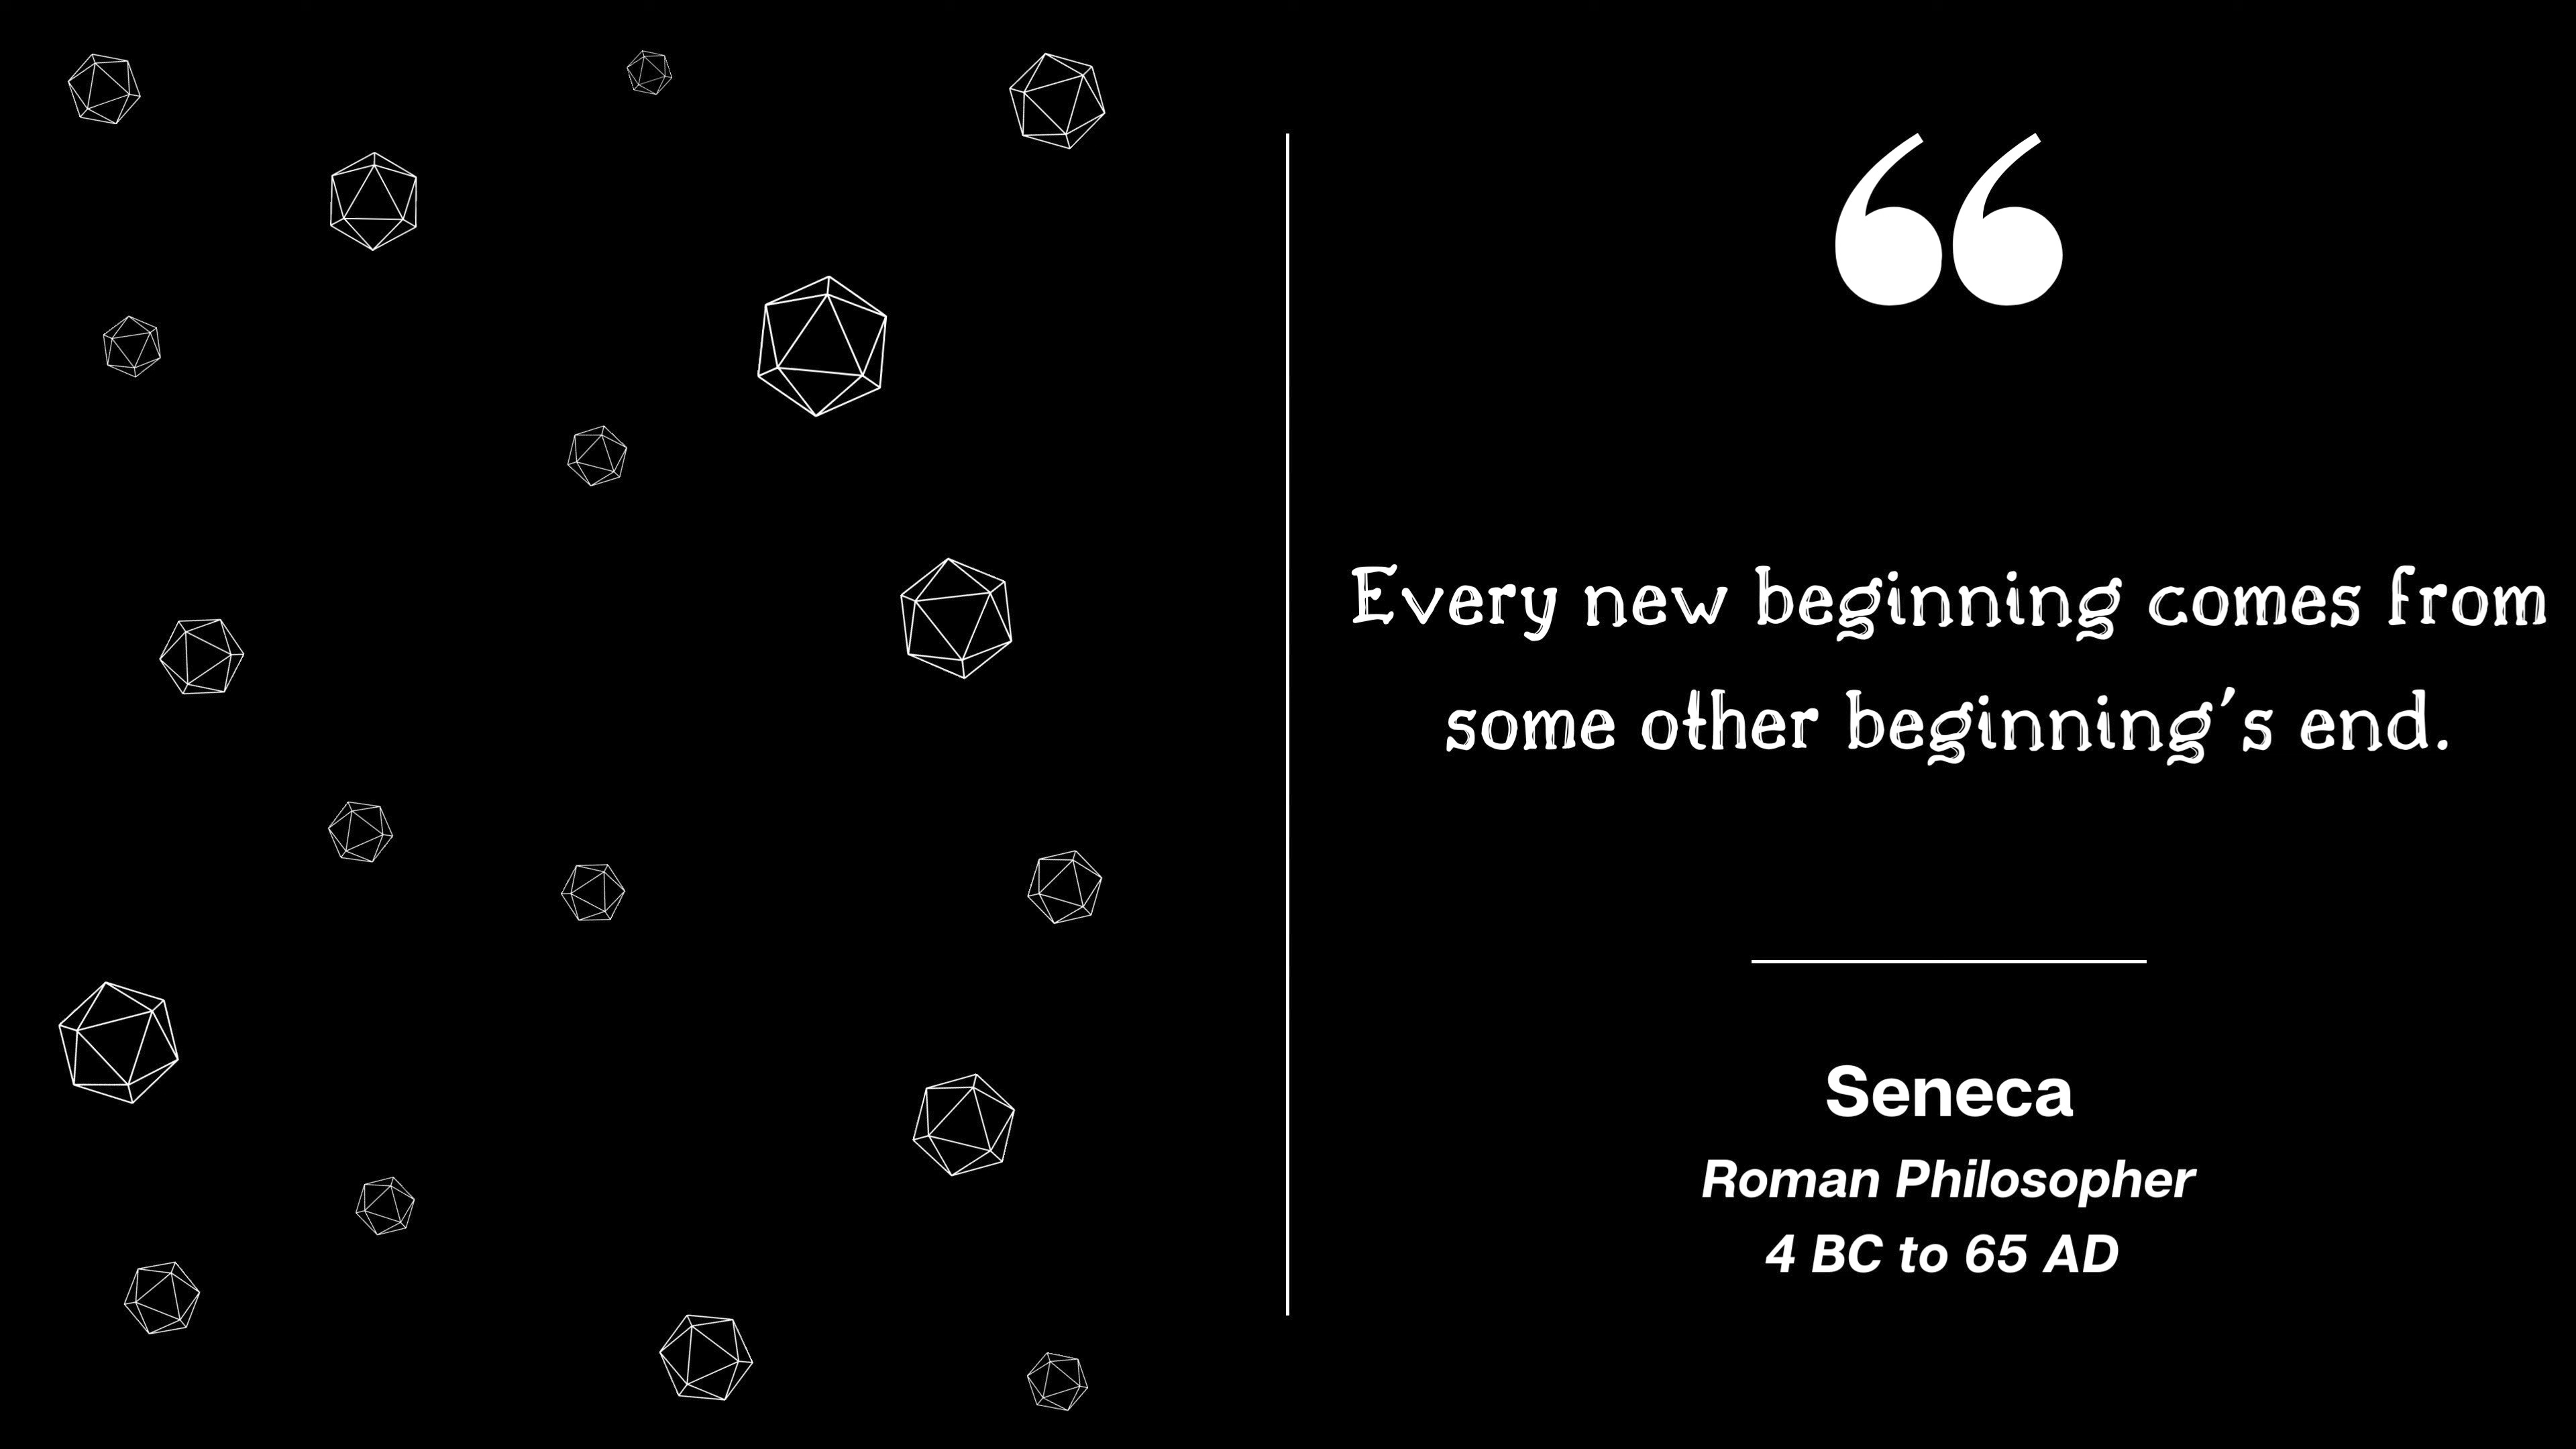 “
Every new beginning comes from
some other beginning’s end.
Seneca
Roman Philosopher
4 BC to 65 AD